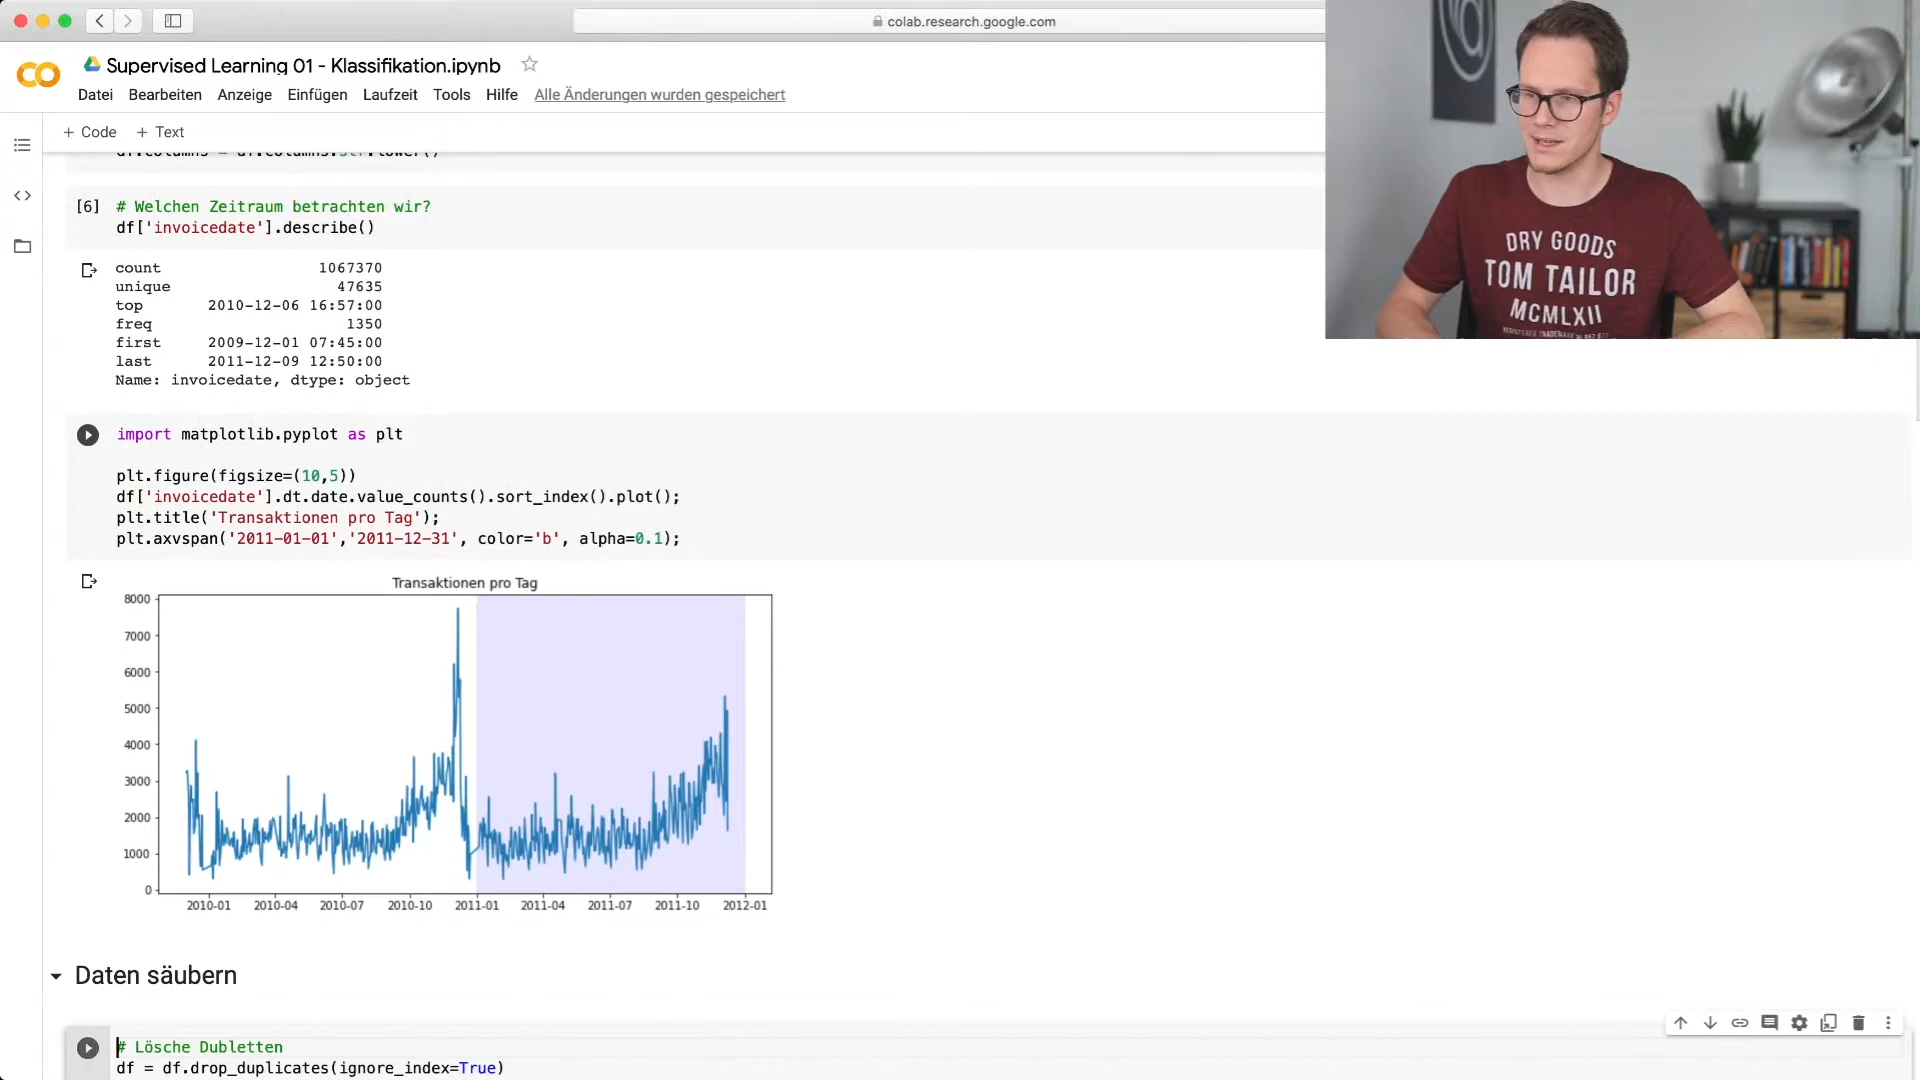 colab.research.google.com
Supervised Learning 01 - Klassifikation.ipynb
Datei Bearbeiten Anzeige Einfügen Laufzeit Tools Hilfe Alle Änderungen wurden gespeichert
+ Code + Text
df.columns = df.columns.str.lower()
[6] # Welchen Zeitraum betrachten wir?
df['invoicedate'].describe()
count 1067370
unique 47635
top 2010-12-06 16:57:00
freq 1350
first 2009-12-01 07:45:00
last 2011-12-09 12:50:00
Name: invoicedate, dtype: object
import matplotlib.pyplot as plt
plt.figure(figsize=(10,5))
df['invoicedate'].dt.date.value_counts().sort_index().plot();
plt.title('Transaktionen pro Tag');
plt.axvspan('2011-01-01','2011-12-31', color='b', alpha=0.1);
Transaktionen pro Tag
8000
7000
6000
5000
4000
3000
2000
1000
0
2010-01 2010-04 2010-07 2010-10 2011-01 2011-04 2011-07 2011-10 2012-01
Daten säubern
# Lösche Dubletten
df = df.drop_duplicates(ignore_index=True)
DRY GOODS
TOM TAILOR
MCMLXII